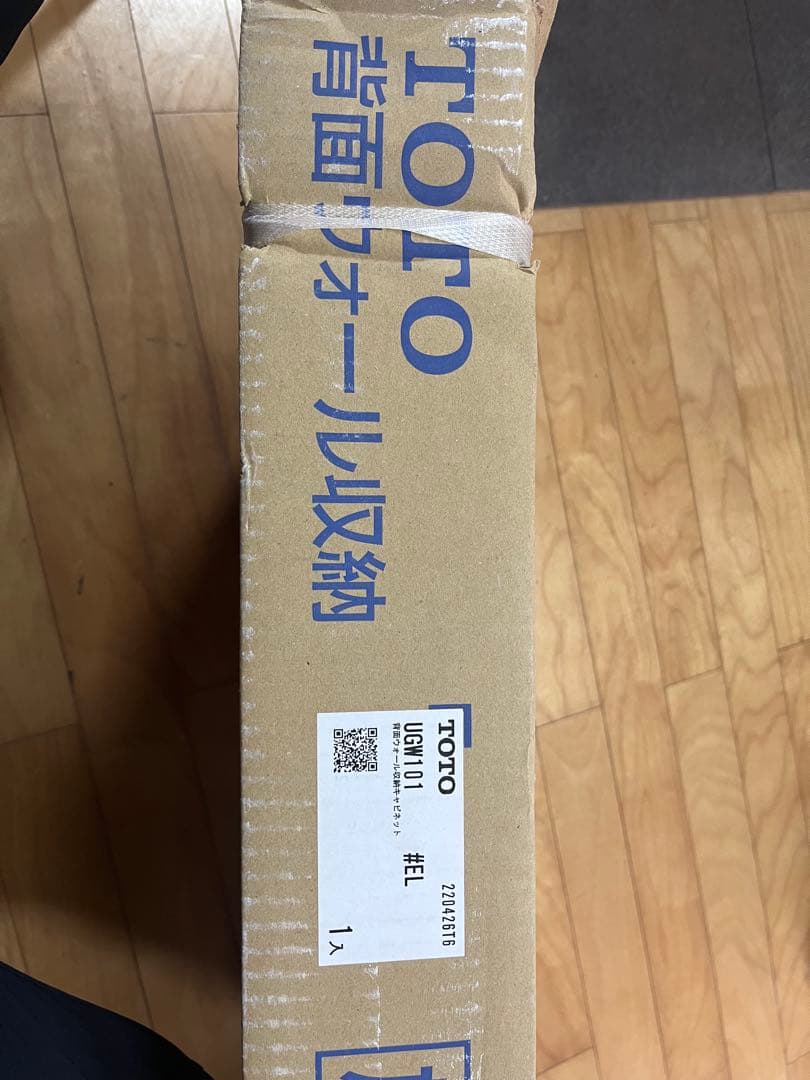 TOTO
背面ウォール収納
TOTO
220426T6
UGW101 #EL
背面ウォール収納キャビネット
1入